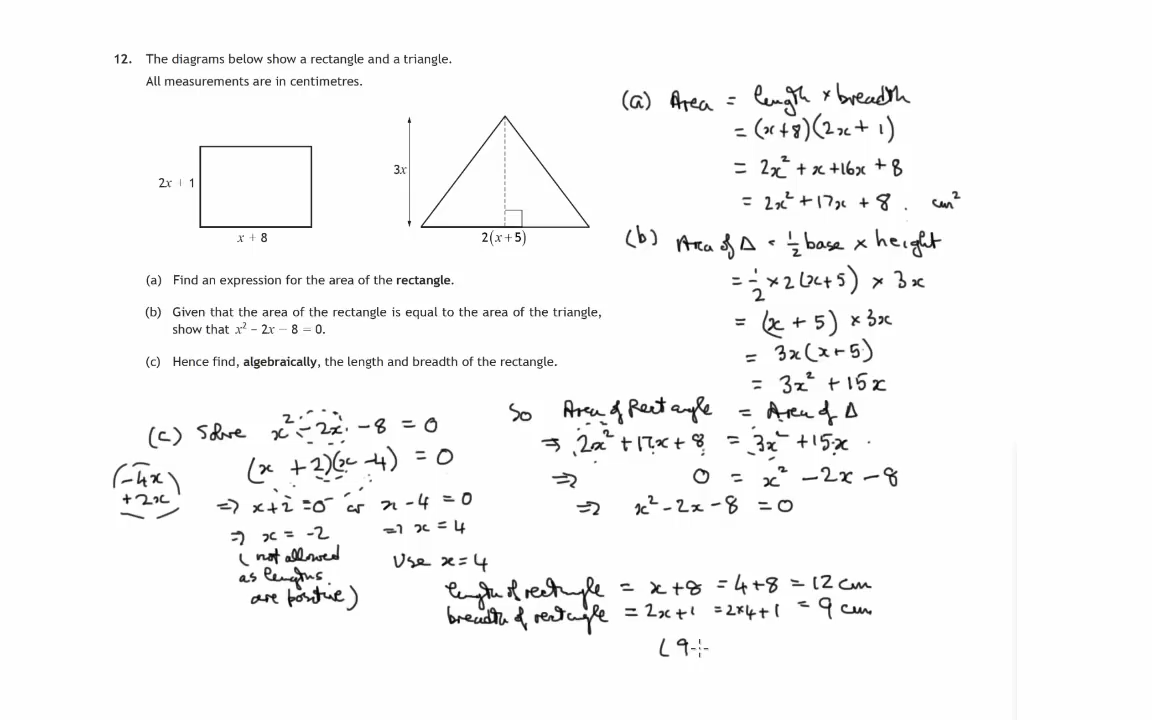 12. The diagrams below show a rectangle and a triangle.
All measurements are in centimetres.
2x + 1
x + 8
3x
2(x+5)
(a) Find an expression for the area of the rectangle.
(b) Given that the area of the rectangle is equal to the area of the triangle,
show that x² – 2x – 8 = 0.
(c) Hence find, algebraically, the length and breadth of the rectangle.
(a) Area = length × breadth
= (x+8)(2x+1)
= 2x² + x + 16x + 8
= 2x² + 17x + 8 . cm²
(b) Area of Δ = ½ base × height
= ½ × 2(x+5) × 3x
= (x + 5) × 3x
= 3x(x+5)
= 3x² + 15x
So Area of Rectangle = Area of Δ
⇒ 2x² + 17x + 8 = 3x² + 15x
⇒ 0 = x² - 2x - 8
⇒ x² - 2x - 8 = 0
(c) Solve x² - 2x - 8 = 0
(x + 2)(x - 4) = 0
-4x
+2x
⇒ x+2 = 0 or x - 4 = 0
⇒ x = -2 ⇒ x = 4
(not allowed
as lengths
are positive)
Use x = 4
length of rectangle = x+8 = 4+8 = 12 cm
breadth of rectangle = 2x+1 = 2×4+1 = 9 cm
(9